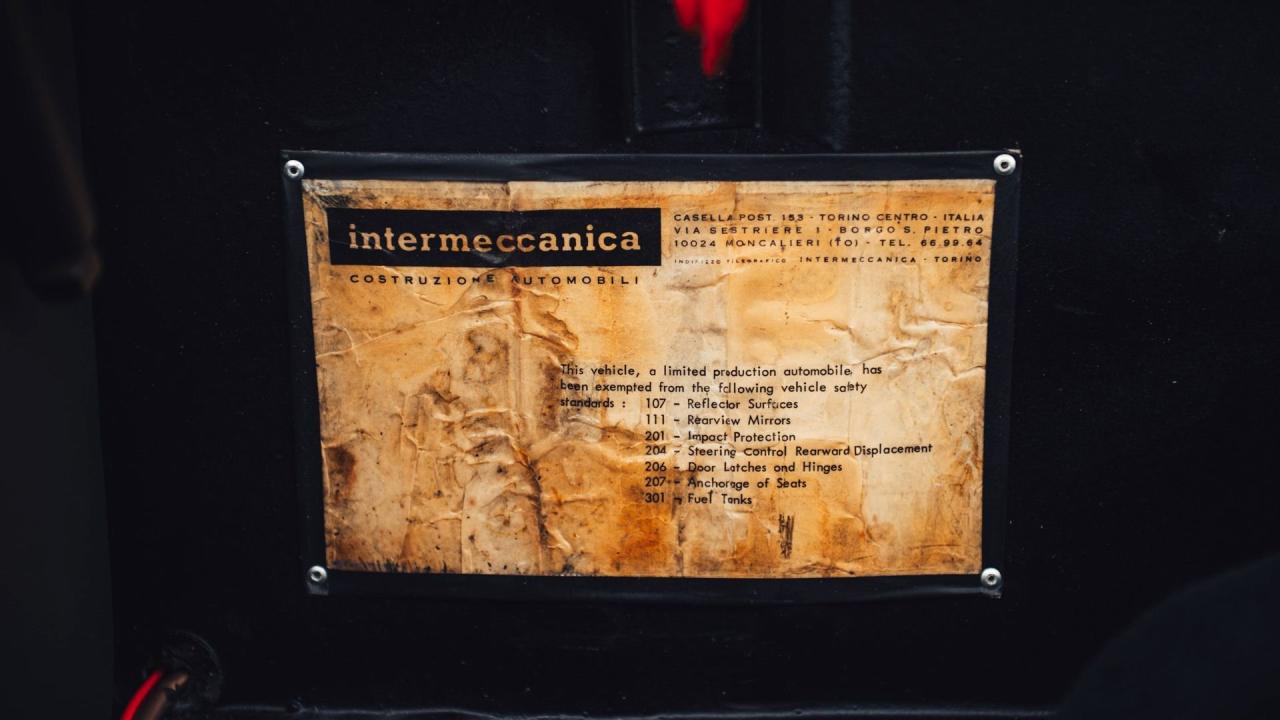 intermeccanica
COSTRUZIONE AUTOMOBILI
CASELLA POST. 153 - TORINO CENTRO - ITALIA
VIA SESTRIERE 1 - BORGO S. PIETRO
10024 MONCALIERI (TO) - TEL. 66.99.64
INDIRIZZO TELEGRAFICO INTERMECCANICA - TORINO
This vehicle, a limited production automobile, has
been exempted from the following vehicle safety
standards : 107 - Reflector Surfaces
111 - Rearview Mirrors
201 - Impact Protection
204 - Steering Control Rearward Displacement
206 - Door Latches and Hinges
207 - Anchorage of Seats
301 - Fuel Tanks